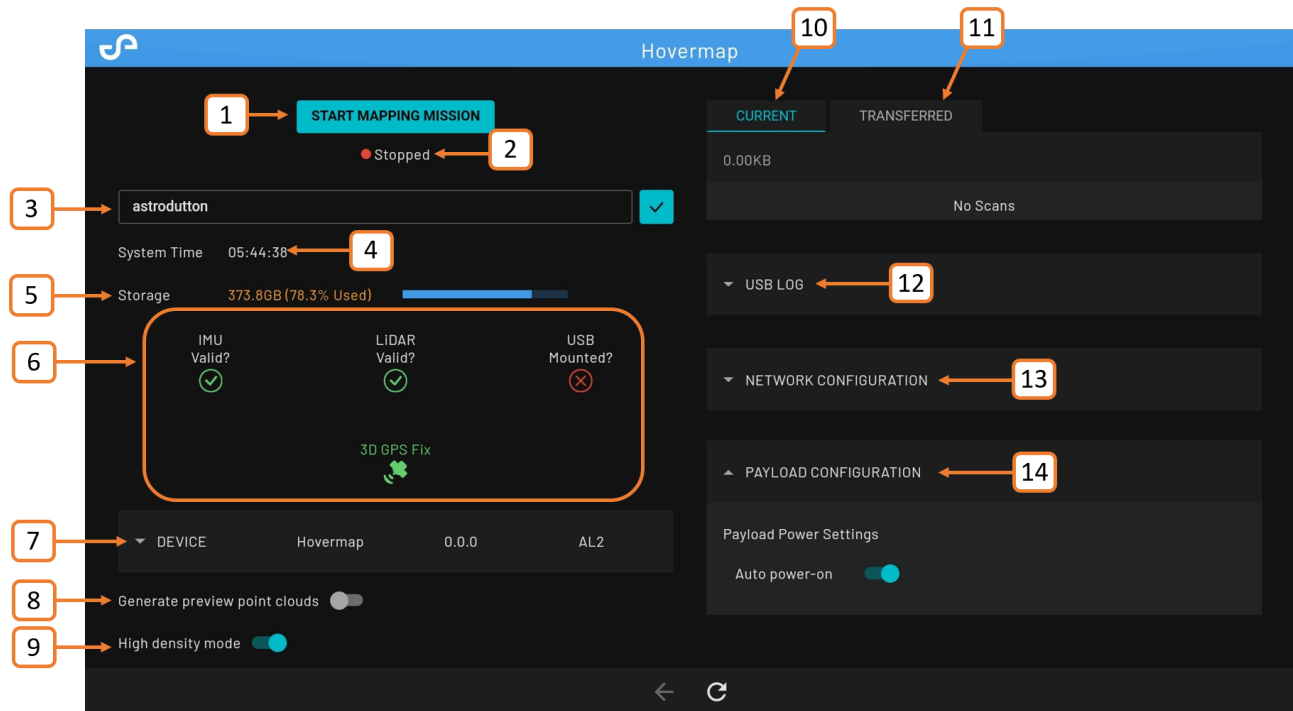 10
11
Hovermap
1
START MAPPING MISSION
Stopped
2
3
astrodutton
System Time 05:44:38
4
5
Storage 373.8GB (78.3% Used)
6
IMU Valid?
LiDAR Valid?
USB Mounted?
3D GPS Fix
7
DEVICE Hovermap 0.0.0 AL2
8
Generate preview point clouds
9
High density mode
CURRENT TRANSFERRED
0.00KB
No Scans
USB LOG
12
NETWORK CONFIGURATION
13
PAYLOAD CONFIGURATION
14
Payload Power Settings
Auto power-on